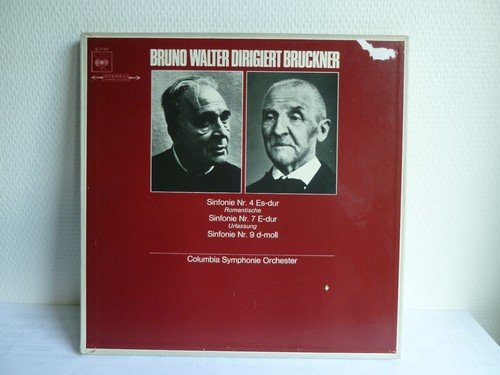 BRUNO WALTER DIRIGIERT BRUCKNER
STEREO
Sinfonie Nr. 4 Es-dur
Romantische
Sinfonie Nr. 7 E-dur
Urfassung
Sinfonie Nr. 9 d-moll
Columbia Symphonie Orchester